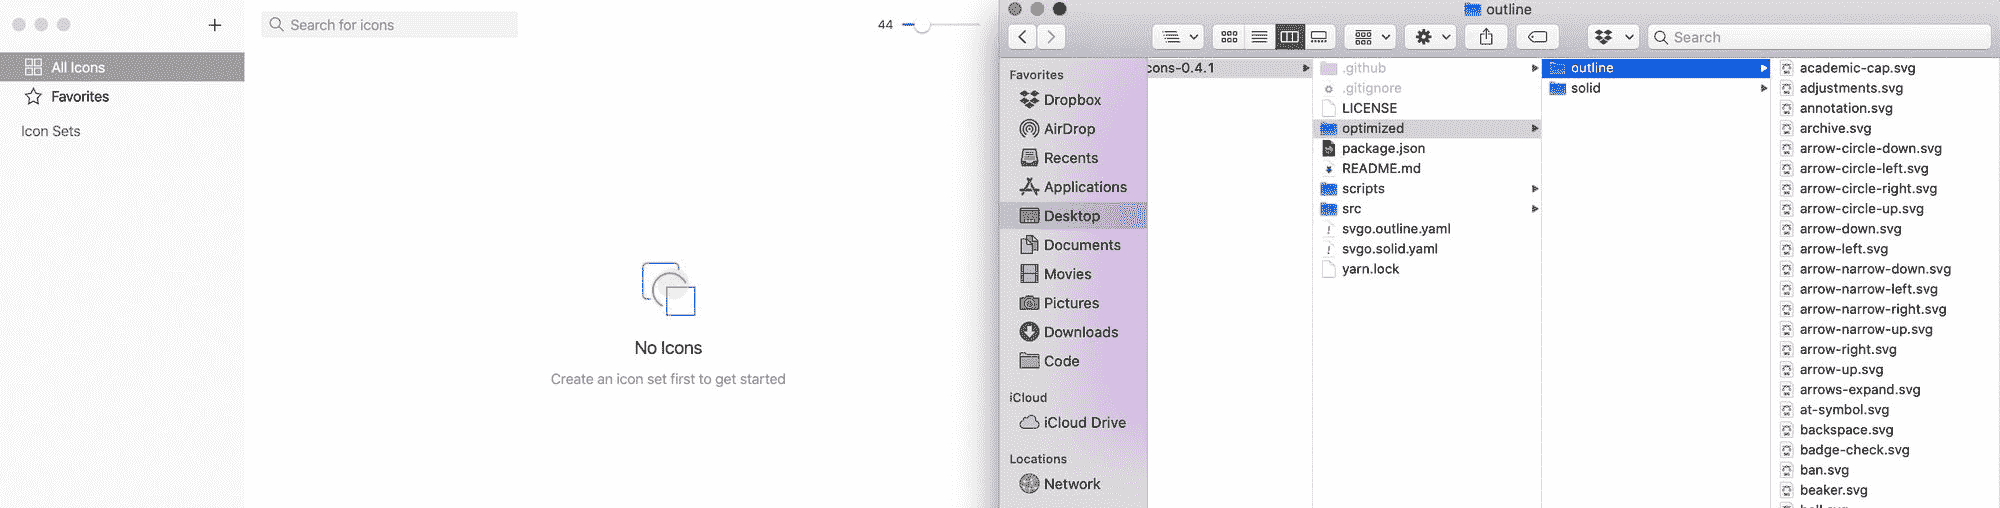 Search for icons
44
All Icons
Favorites
Icon Sets
No Icons
Create an icon set first to get started
outline
Search
Favorites
Dropbox
AirDrop
Recents
Applications
Desktop
Documents
Movies
Pictures
Downloads
Code
iCloud
iCloud Drive
Locations
Network
cons-0.4.1
.github
.gitignore
LICENSE
optimized
package.json
README.md
scripts
src
svgo.outline.yaml
svgo.solid.yaml
yarn.lock
outline
solid
academic-cap.svg
adjustments.svg
annotation.svg
archive.svg
arrow-circle-down.svg
arrow-circle-left.svg
arrow-circle-right.svg
arrow-circle-up.svg
arrow-down.svg
arrow-left.svg
arrow-narrow-down.svg
arrow-narrow-left.svg
arrow-narrow-right.svg
arrow-narrow-up.svg
arrow-right.svg
arrow-up.svg
arrows-expand.svg
at-symbol.svg
backspace.svg
badge-check.svg
ban.svg
beaker.svg